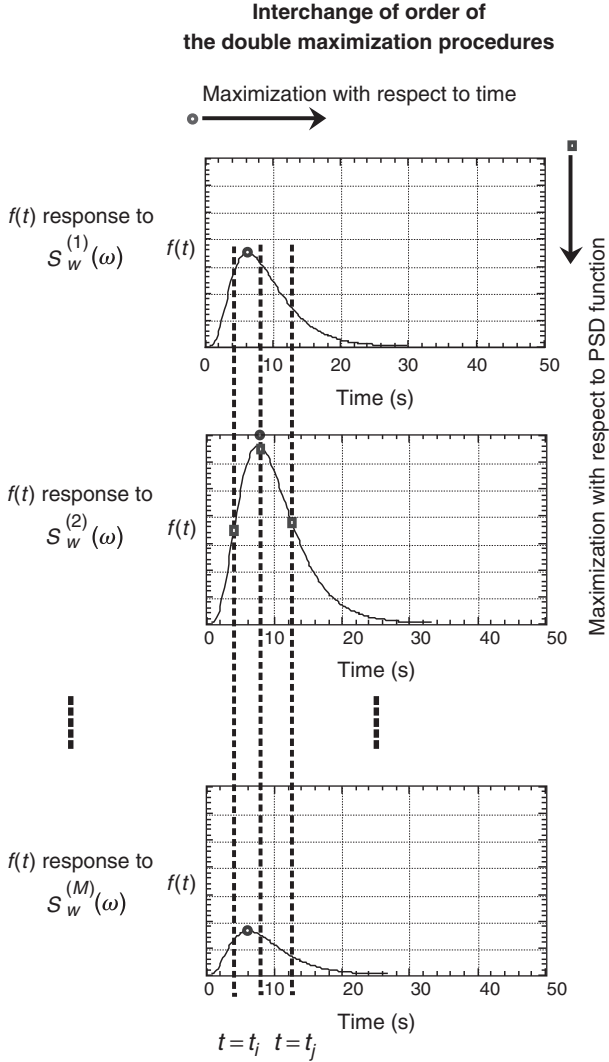 Interchange of order of
the double maximization procedures
Maximization with respect to time
Maximization with respect to PSD function
f(t) response to
S_w^(1)(ω)
f(t)
0 10 20 30 40 50
Time (s)
f(t) response to
S_w^(2)(ω)
f(t)
0 10 20 30 40 50
Time (s)
f(t) response to
S_w^(M)(ω)
f(t)
0 10 20 30 40 50
Time (s)
t = t_i t = t_j